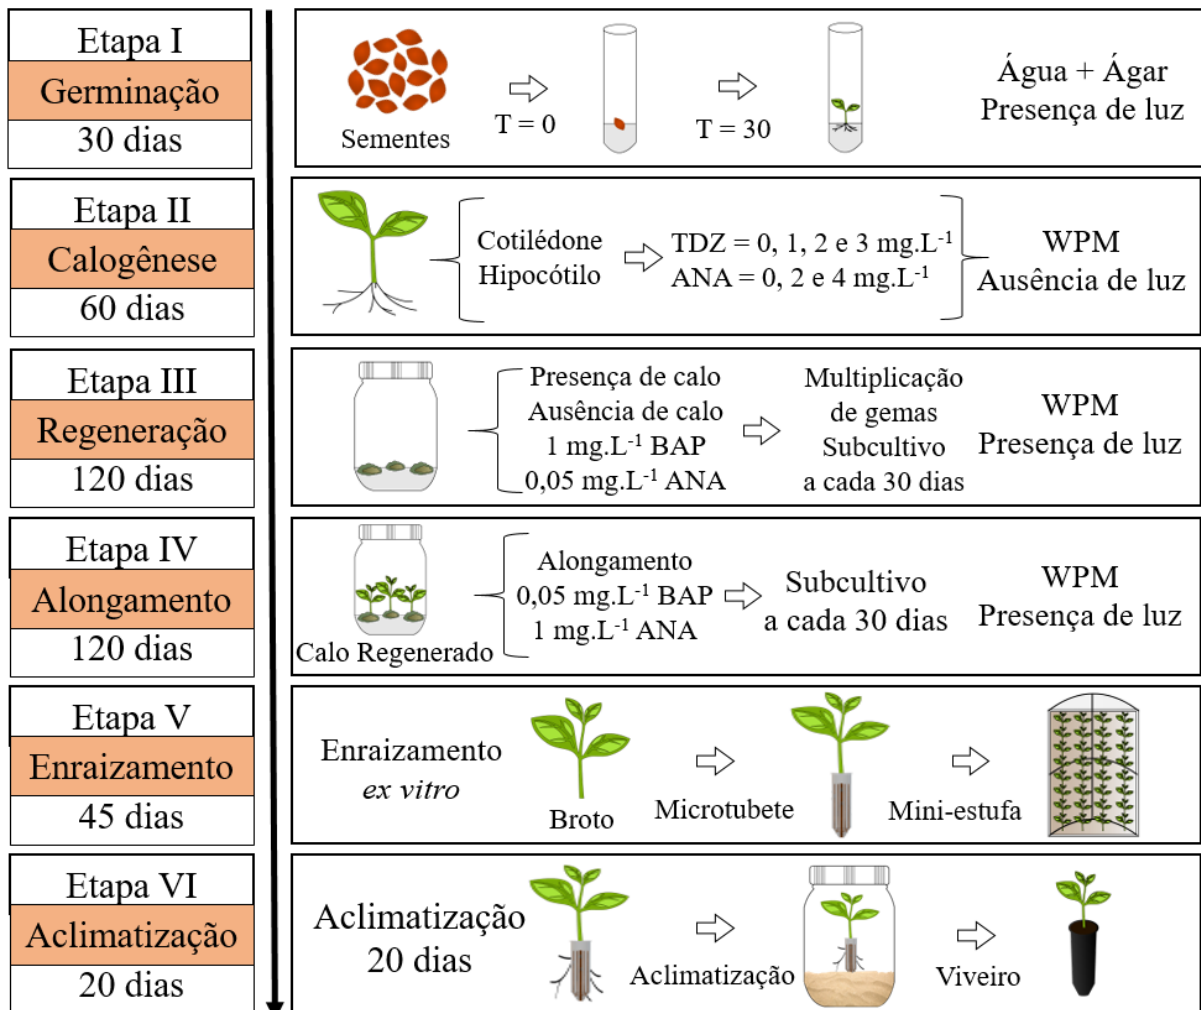 Etapa I
Germinação
30 dias
Sementes
T = 0
T = 30
Água + Ágar
Presença de luz
Etapa II
Calogênese
60 dias
Cotilédone
Hipocótilo
TDZ = 0, 1, 2 e 3 mg.L⁻¹
ANA = 0, 2 e 4 mg.L⁻¹
WPM
Ausência de luz
Etapa III
Regeneração
120 dias
Presença de calo
Ausência de calo
1 mg.L⁻¹ BAP
0,05 mg.L⁻¹ ANA
Multiplicação
de gemas
Subcultivo
a cada 30 dias
WPM
Presença de luz
Etapa IV
Alongamento
120 dias
Calo Regenerado
Alongamento
0,05 mg.L⁻¹ BAP
1 mg.L⁻¹ ANA
Subcultivo
a cada 30 dias
WPM
Presença de luz
Etapa V
Enraizamento
45 dias
Enraizamento
ex vitro
Broto
Microtubete
Mini-estufa
Etapa VI
Aclimatização
20 dias
Aclimatização
20 dias
Aclimatização
Viveiro